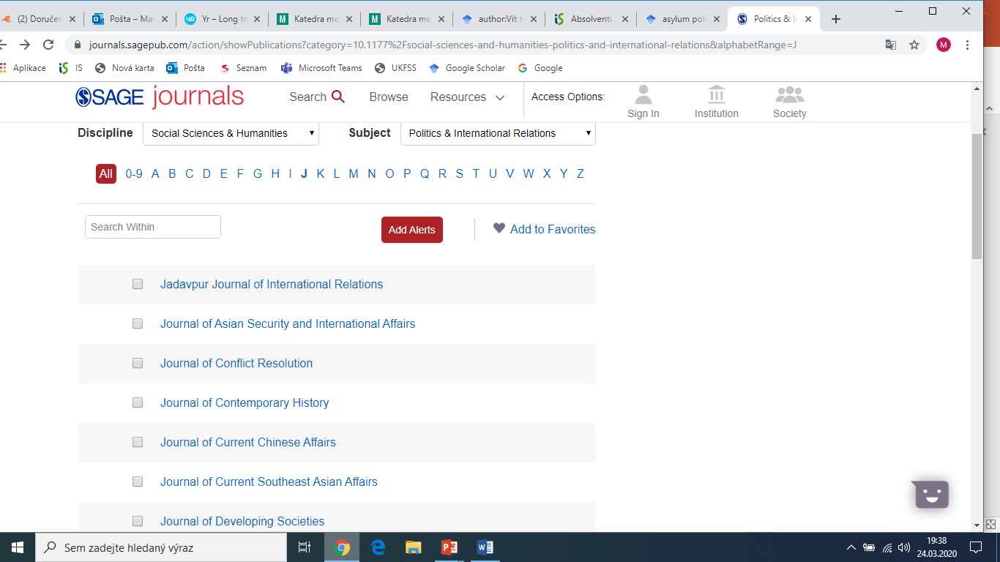 (2) Doručen
Pošta – Mar
Yr – Long te
Katedra me
Katedra me
author:Vít H
Absolventi
asylum poli
Politics & In
journals.sagepub.com/action/showPublications?category=10.1177%2Fsocial-sciences-and-humanities-politics-and-international-relations&alphabetRange=J
M
Aplikace IS Nová karta Pošta Seznam Microsoft Teams UKFSS Google Scholar Google
SAGE journals Search Browse Resources Access Options: Sign In Institution Society
Discipline Social Sciences & Humanities Subject Politics & International Relations
All 0-9 A B C D E F G H I J K L M N O P Q R S T U V W X Y Z
Search Within Add Alerts Add to Favorites
Jadavpur Journal of International Relations
Journal of Asian Security and International Affairs
Journal of Conflict Resolution
Journal of Contemporary History
Journal of Current Chinese Affairs
Journal of Current Southeast Asian Affairs
Journal of Developing Societies
Sem zadejte hledaný výraz
19:38
24.03.2020